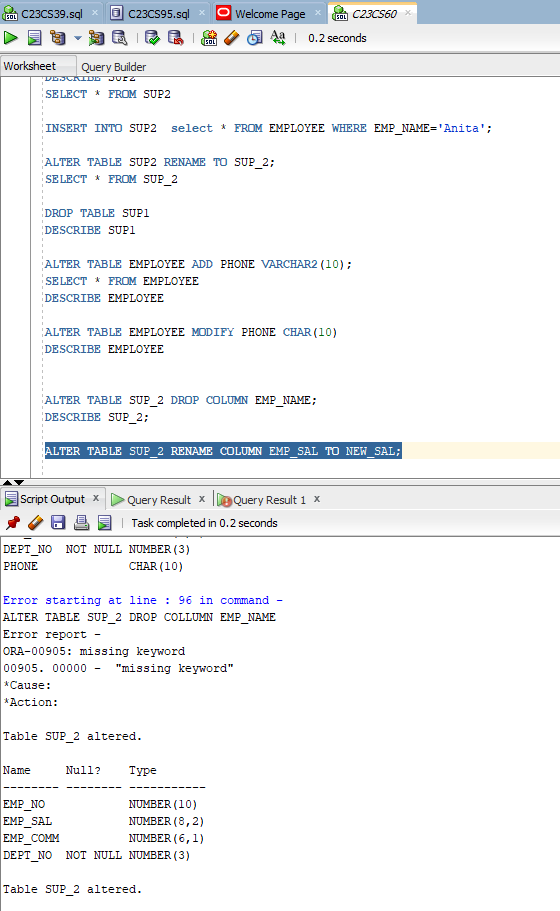 C23CS39.sql C23CS95.sql Welcome Page C23CS60
SQL Aa 0.2 seconds
Worksheet Query Builder
DESCRIBE SUP2
SELECT * FROM SUP2
INSERT INTO SUP2  select * FROM EMPLOYEE WHERE EMP_NAME='Anita';
ALTER TABLE SUP2 RENAME TO SUP_2;
SELECT * FROM SUP_2
DROP TABLE SUP1
DESCRIBE SUP1
ALTER TABLE EMPLOYEE ADD PHONE VARCHAR2(10);
SELECT * FROM EMPLOYEE
DESCRIBE EMPLOYEE
ALTER TABLE EMPLOYEE MODIFY PHONE CHAR(10)
DESCRIBE EMPLOYEE
ALTER TABLE SUP_2 DROP COLUMN EMP_NAME;
DESCRIBE SUP_2;
ALTER TABLE SUP_2 RENAME COLUMN EMP_SAL TO NEW_SAL;
Script Output x Query Result x Query Result 1 x
Task completed in 0.2 seconds
DEPT_NO  NOT NULL NUMBER(3)
PHONE             CHAR(10)
Error starting at line : 96 in command -
ALTER TABLE SUP_2 DROP COLLUMN EMP_NAME
Error report -
ORA-00905: missing keyword
00905. 00000 -  "missing keyword"
*Cause:
*Action:
Table SUP_2 altered.
Name     Null?    Type
-------- -------- -----------
EMP_NO            NUMBER(10)
EMP_SAL           NUMBER(8,2)
EMP_COMM          NUMBER(6,1)
DEPT_NO  NOT NULL NUMBER(3)
Table SUP_2 altered.